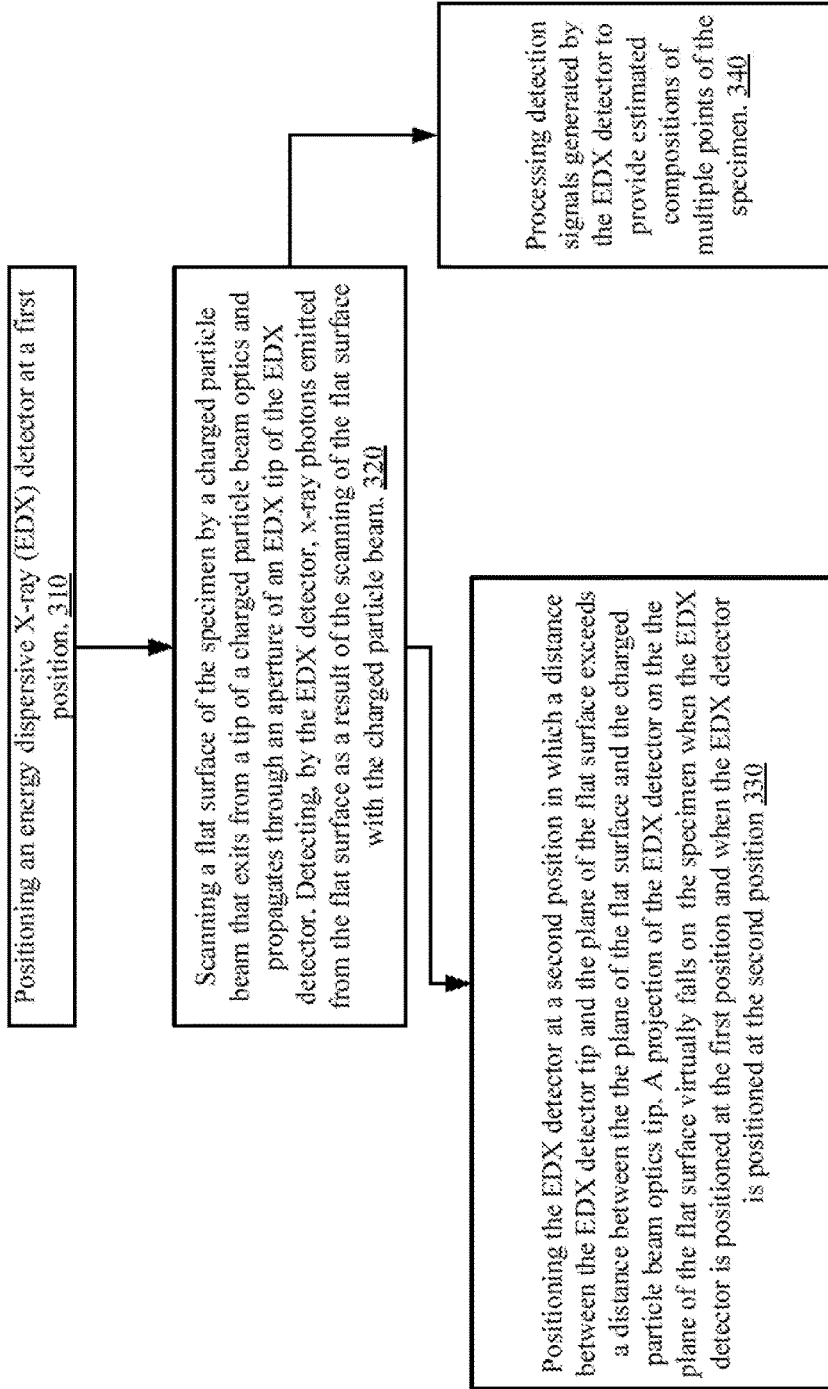 Positioning an energy dispersive X-ray (EDX) detector at a first
position. 310
Scanning a flat surface of the specimen by a charged particle
beam that exits from a tip of a charged particle beam optics and
propagates through an aperture of an EDX tip of the EDX
detector. Detecting, by the EDX detector, x-ray photons emitted
from the flat surface as a result of the scanning of the flat surface
with the charged particle beam. 320
Positioning the EDX detector at a second position in which a distance
between the EDX detector tip and the plane of the flat surface exceeds
a distance between the the plane of the flat surface and the charged
particle beam optics tip. A projection of the EDX detector on the the
plane of the flat surface virtually falls on the specimen when the EDX
detector is positioned at the first position and when the EDX detector
is positioned at the second position 330
Processing detection
signals generated by
the EDX detector to
provide estimated
compositions of
multiple points of the
specimen. 340